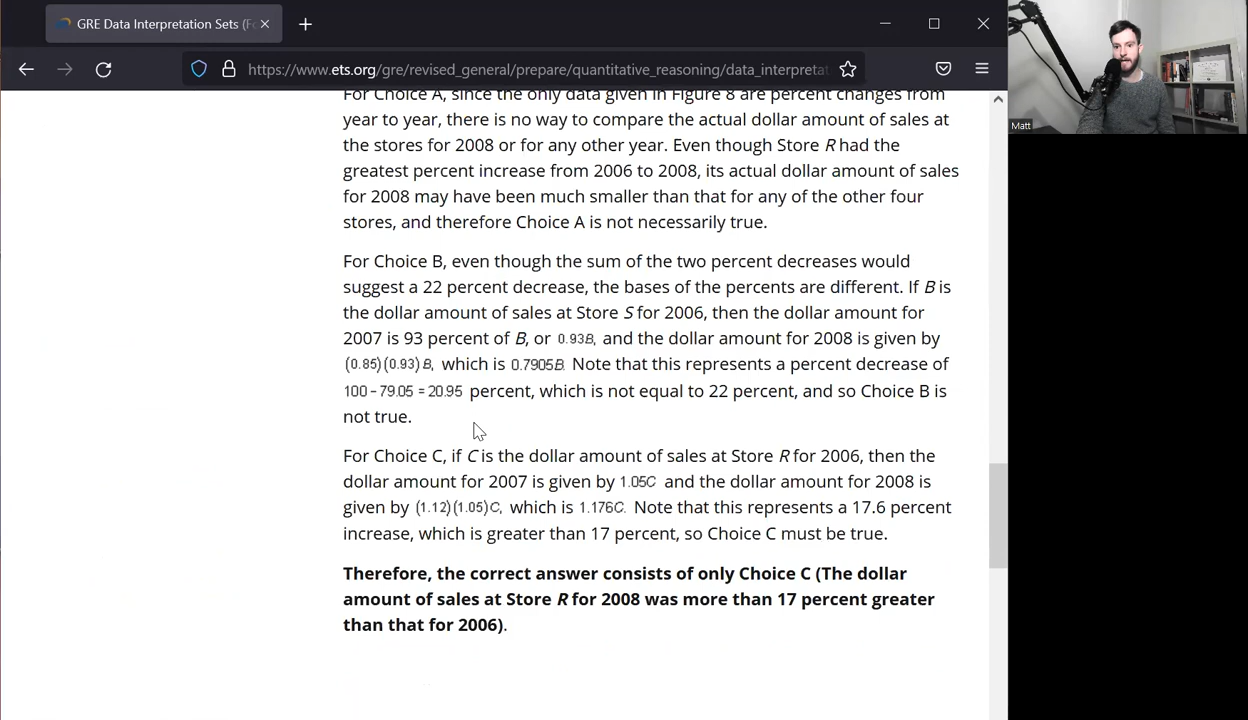 GRE Data Interpretation Sets (Fo
https://www.ets.org/gre/revised_general/prepare/quantitative_reasoning/data_interpretat
For Choice A, since the only data given in Figure 8 are percent changes from
year to year, there is no way to compare the actual dollar amount of sales at
the stores for 2008 or for any other year. Even though Store R had the
greatest percent increase from 2006 to 2008, its actual dollar amount of sales
for 2008 may have been much smaller than that for any of the other four
stores, and therefore Choice A is not necessarily true.
For Choice B, even though the sum of the two percent decreases would
suggest a 22 percent decrease, the bases of the percents are different. If B is
the dollar amount of sales at Store S for 2006, then the dollar amount for
2007 is 93 percent of B, or 0.93B, and the dollar amount for 2008 is given by
(0.85)(0.93)B, which is 0.7905B. Note that this represents a percent decrease of
100 – 79.05 = 20.95 percent, which is not equal to 22 percent, and so Choice B is
not true.
For Choice C, if C is the dollar amount of sales at Store R for 2006, then the
dollar amount for 2007 is given by 1.05C and the dollar amount for 2008 is
given by (1.12)(1.05)C, which is 1.176C. Note that this represents a 17.6 percent
increase, which is greater than 17 percent, so Choice C must be true.
Therefore, the correct answer consists of only Choice C (The dollar
amount of sales at Store R for 2008 was more than 17 percent greater
than that for 2006).
Matt